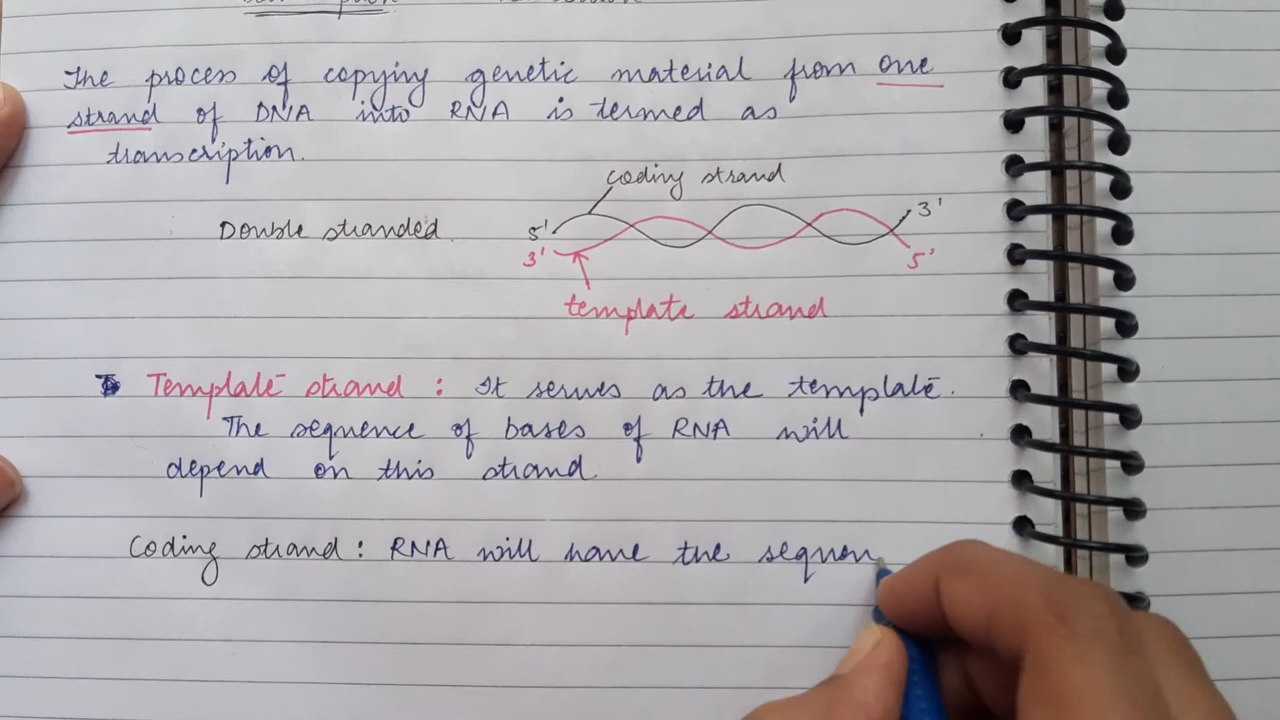 The process of copying genetic material from one
strand of DNA into RNA is termed as
transcription.
coding strand
Double stranded.
5' 3'
3' 5'
template strand
Template strand : It serves as the template.
The sequence of bases of RNA will
depend on this strand.
Coding strand : RNA will have the sequen